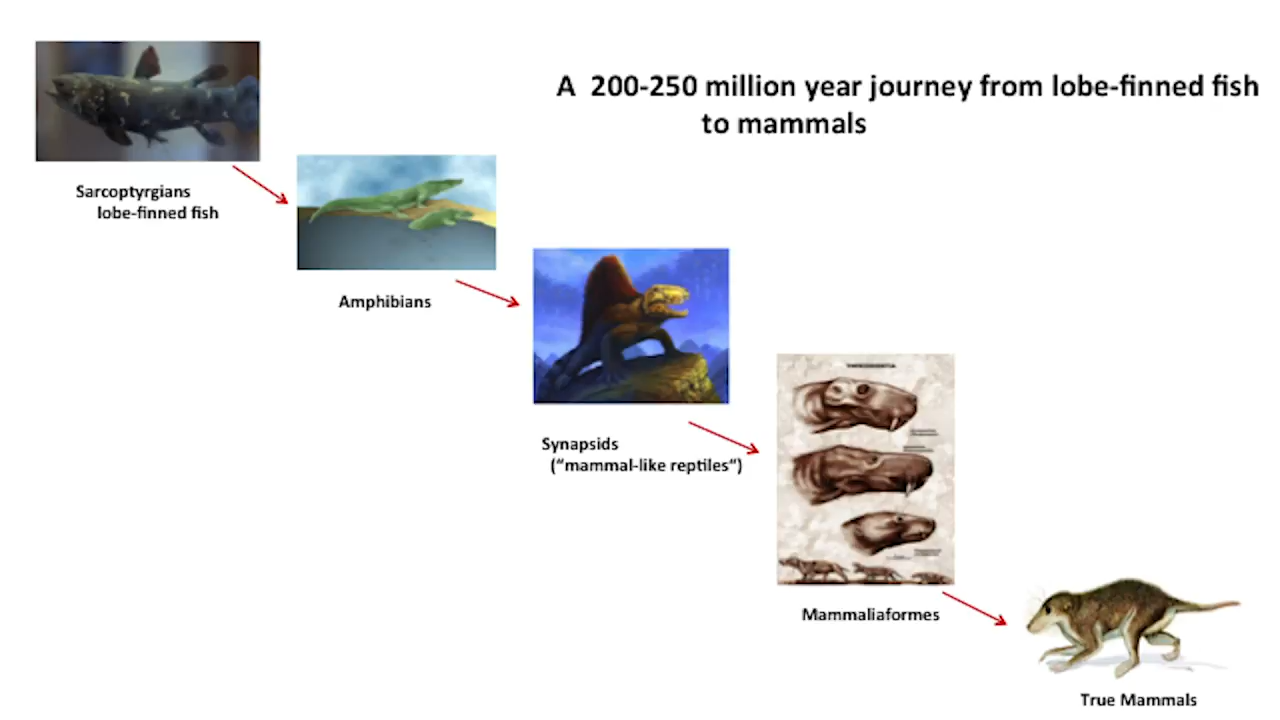 A 200-250 million year journey from lobe-finned fish
to mammals
Sarcoptyrgians
lobe-finned fish
Amphibians
Synapsids
("mammal-like reptiles")
Mammaliaformes
True Mammals